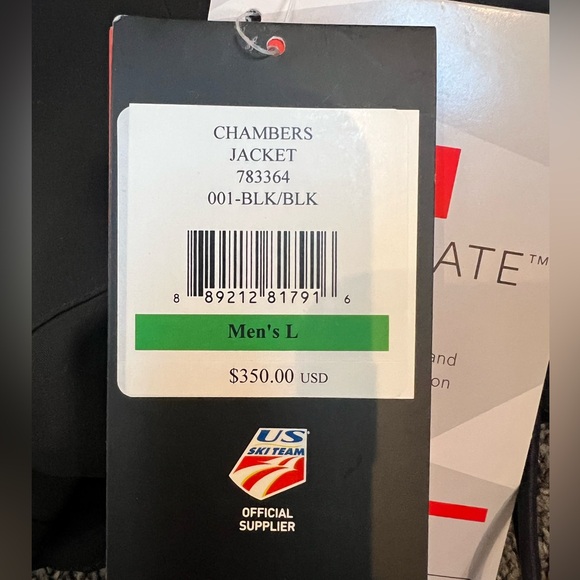 CHAMBERS
JACKET
783364
001-BLK/BLK
8 89212 81791 6
Men's L
$350.00 USD
US
SKI TEAM
OFFICIAL
SUPPLIER
ATE™
and
on